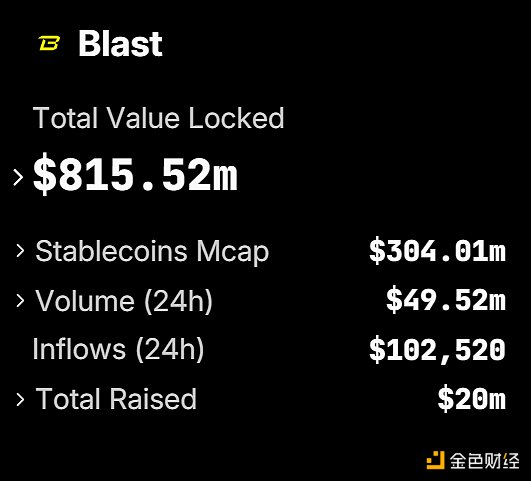 Blast
Total Value Locked
$815.52m
Stablecoins Mcap $304.01m
Volume (24h) $49.52m
Inflows (24h) $102,520
Total Raised $20m
金色财经